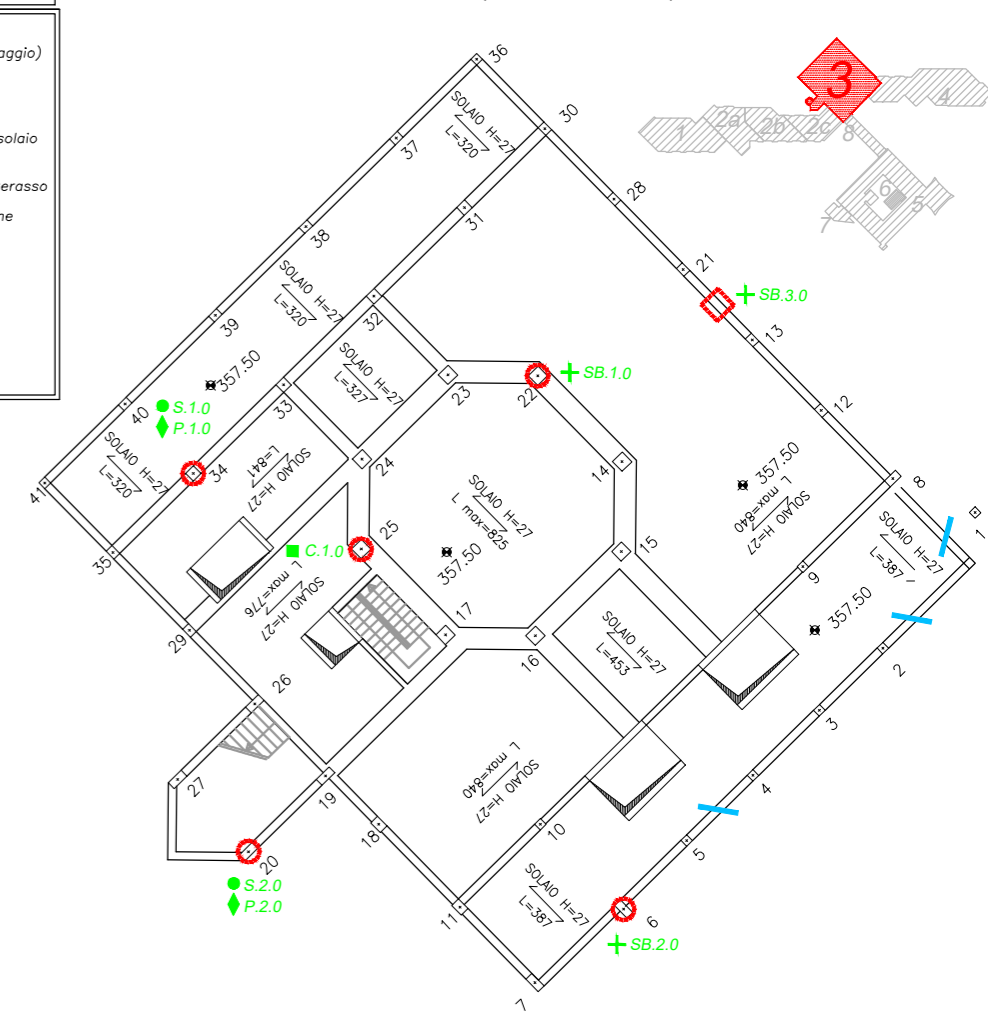 aggio)
solaio
erasso
ne
3
1
2a
2b
2c
8
4
6
5
7
36
30
37
SOLAIO H=27
L=320
28
31
38
21
SB.3.0
SOLAIO H=27
L=320
32
13
39
357.50
SOLAIO H=27
L=327
SB.1.0
22
23
33
12
40
S.1.0
P.1.0
SOLAIO H=27
L=320
34
L=841
SOLAIO H=27
24
14
357.50
L max=840
SOLAIO H=27
8
41
SOLAIO H=27
L max=825
1
SOLAIO H=27
L=387
35
C.1.0
25
357.50
15
9
L max=776
SOLAIO H=27
17
357.50
29
16
SOLAIO H=27
L=453
2
26
3
27
19
L max=840
SOLAIO H=27
4
18
10
5
20
S.2.0
P.2.0
SOLAIO H=27
L=387
11
6
SB.2.0
7